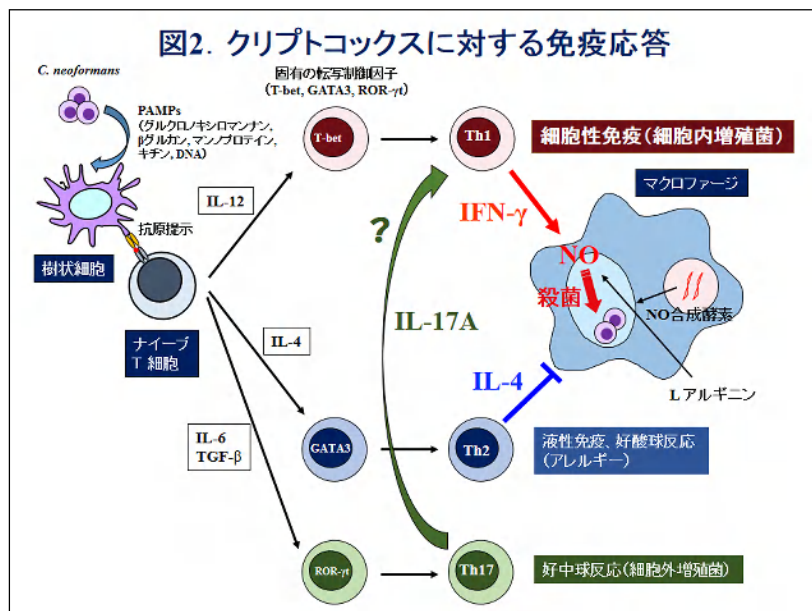 図2. クリプトコックスに対する免疫応答
C. neoformans
PAMPs
(グルクロノキシロマンナン,
βグルカン, マンノプロテイン,
キチン, DNA)
抗原提示
樹状細胞
ナイーブ
T 細胞
固有の転写制御因子
(T-bet, GATA3, ROR-γt)
IL-12
T-bet
Th1
細胞性免疫(細胞内増殖菌)
マクロファージ
IFN-γ
NO
殺菌
NO合成酵素
L アルギニン
?
IL-17A
IL-4
IL-4
GATA3
Th2
液性免疫、好酸球反応
(アレルギー)
IL-6
TGF-β
ROR-γt
Th17
好中球反応(細胞外増殖菌)